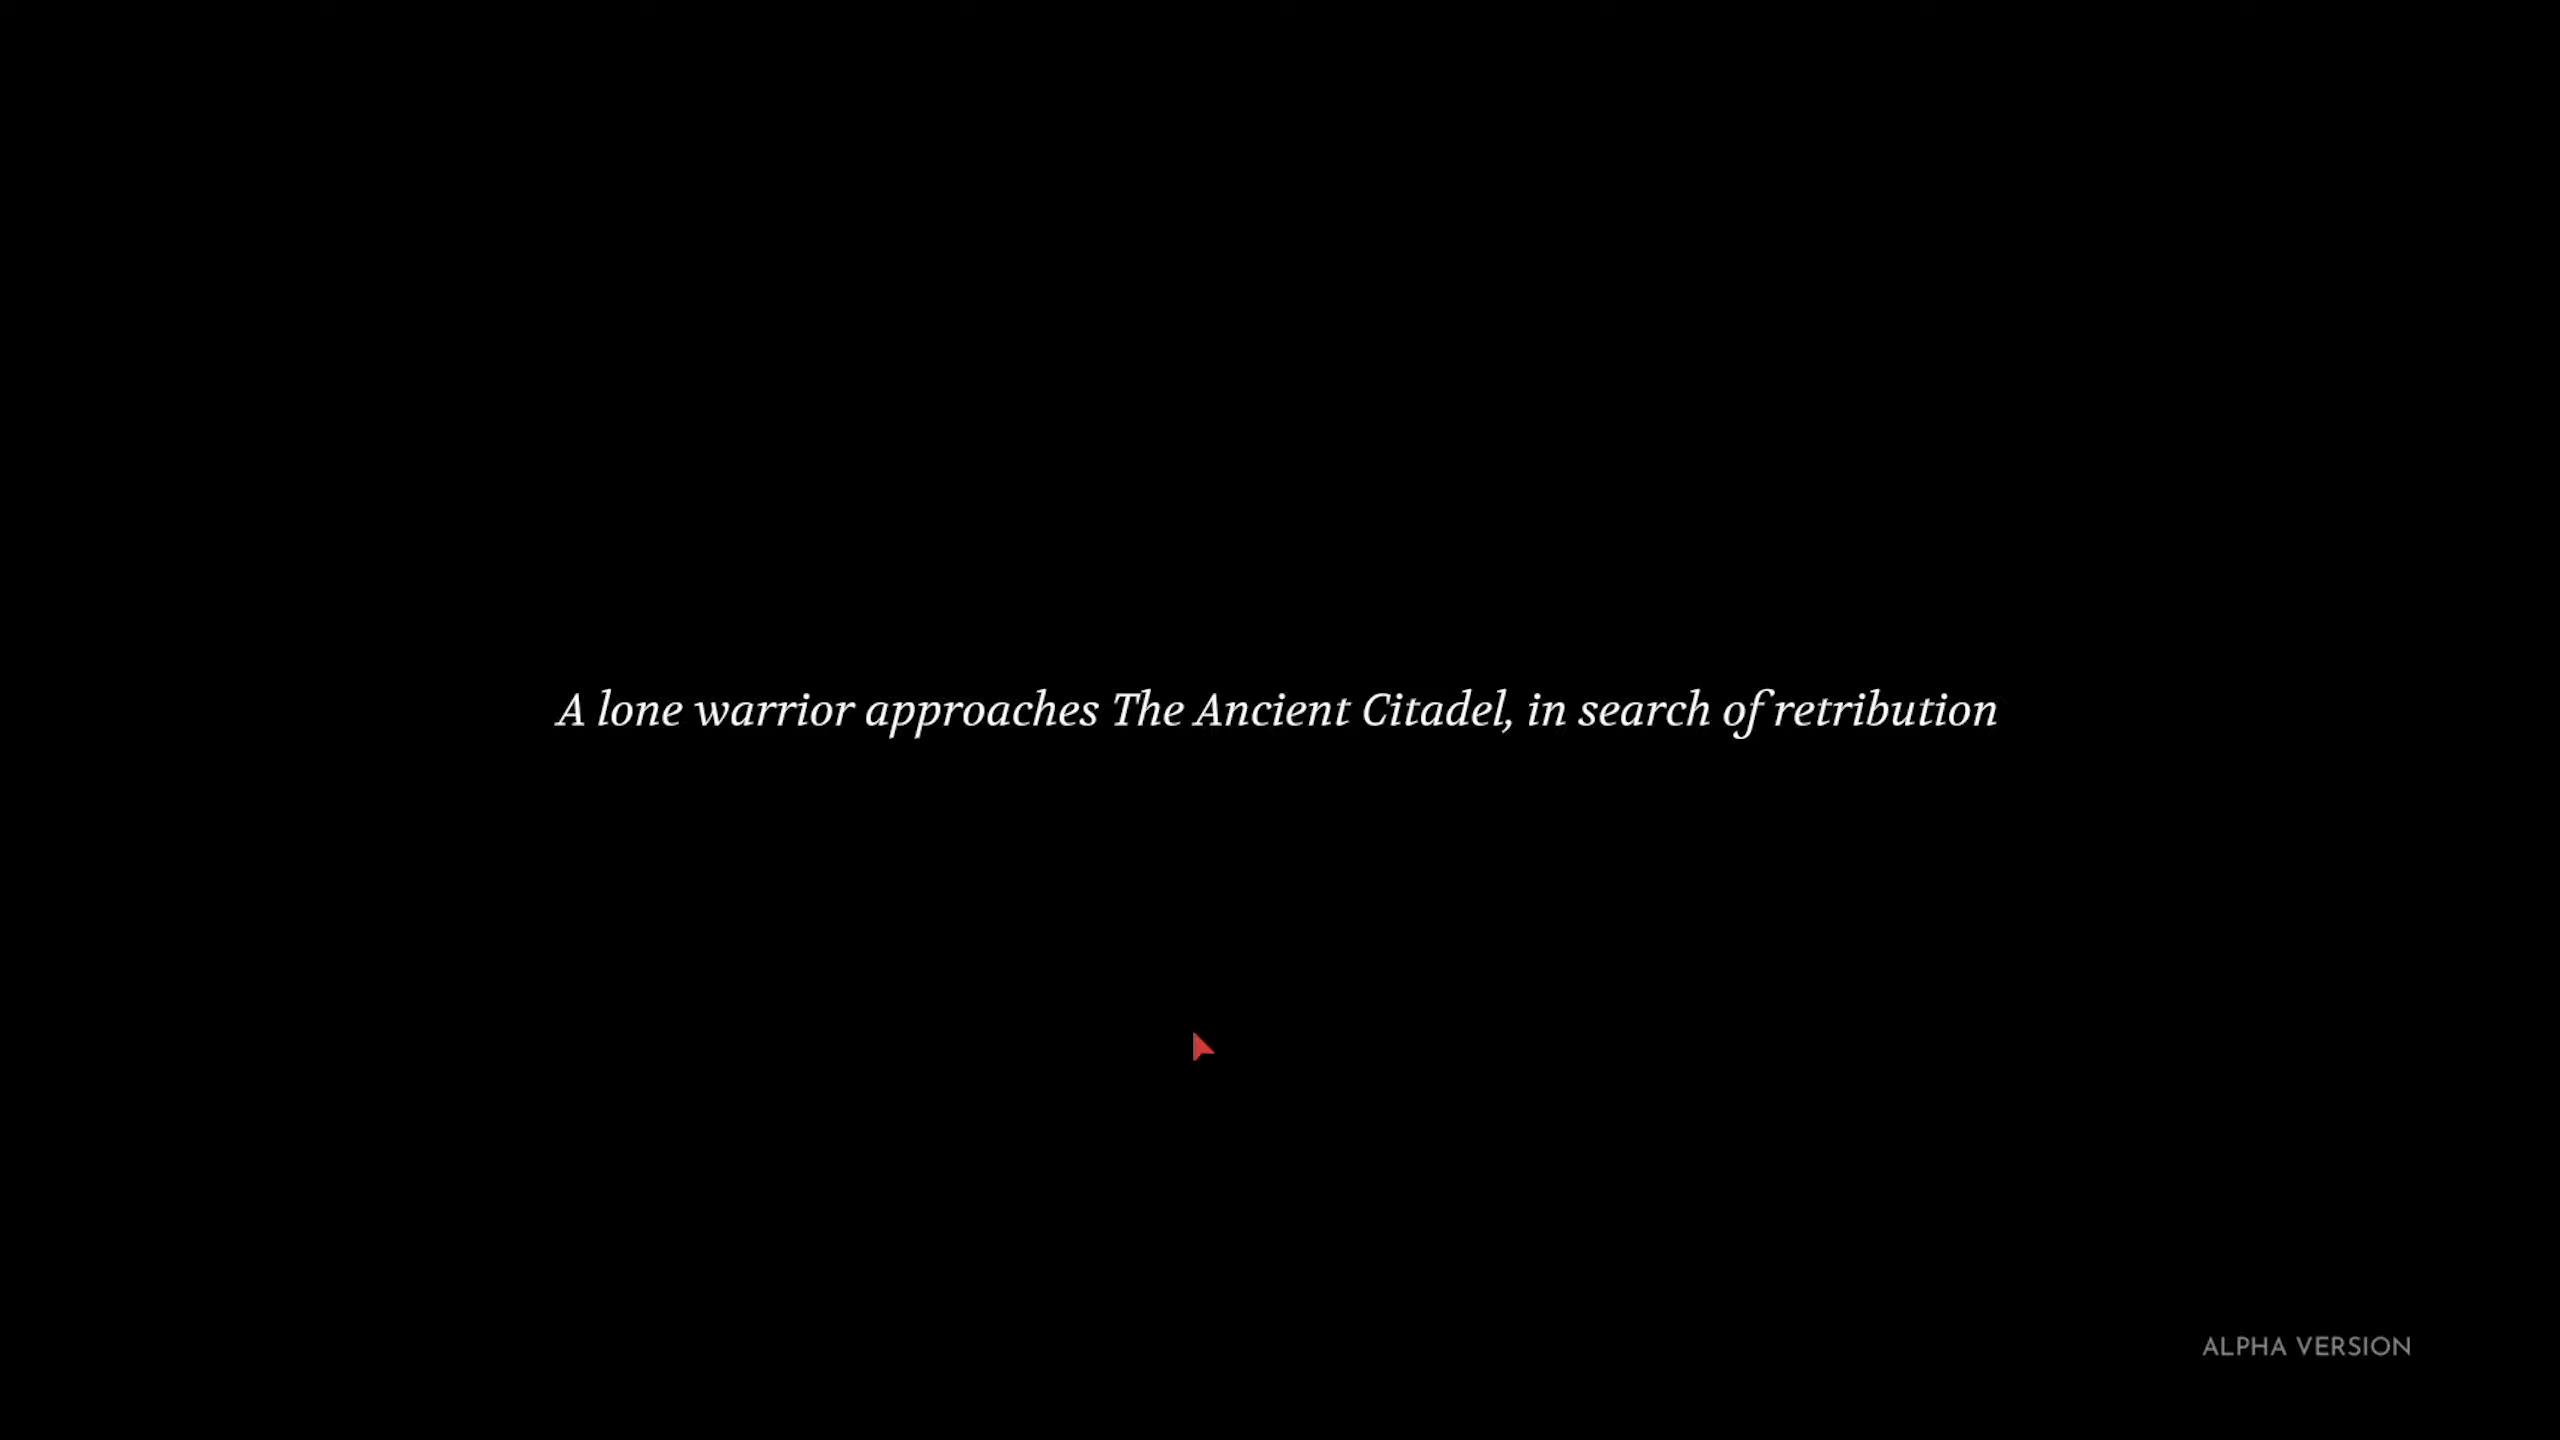 A lone warrior approaches The Ancient Citadel, in search of retribution
ALPHA VERSION